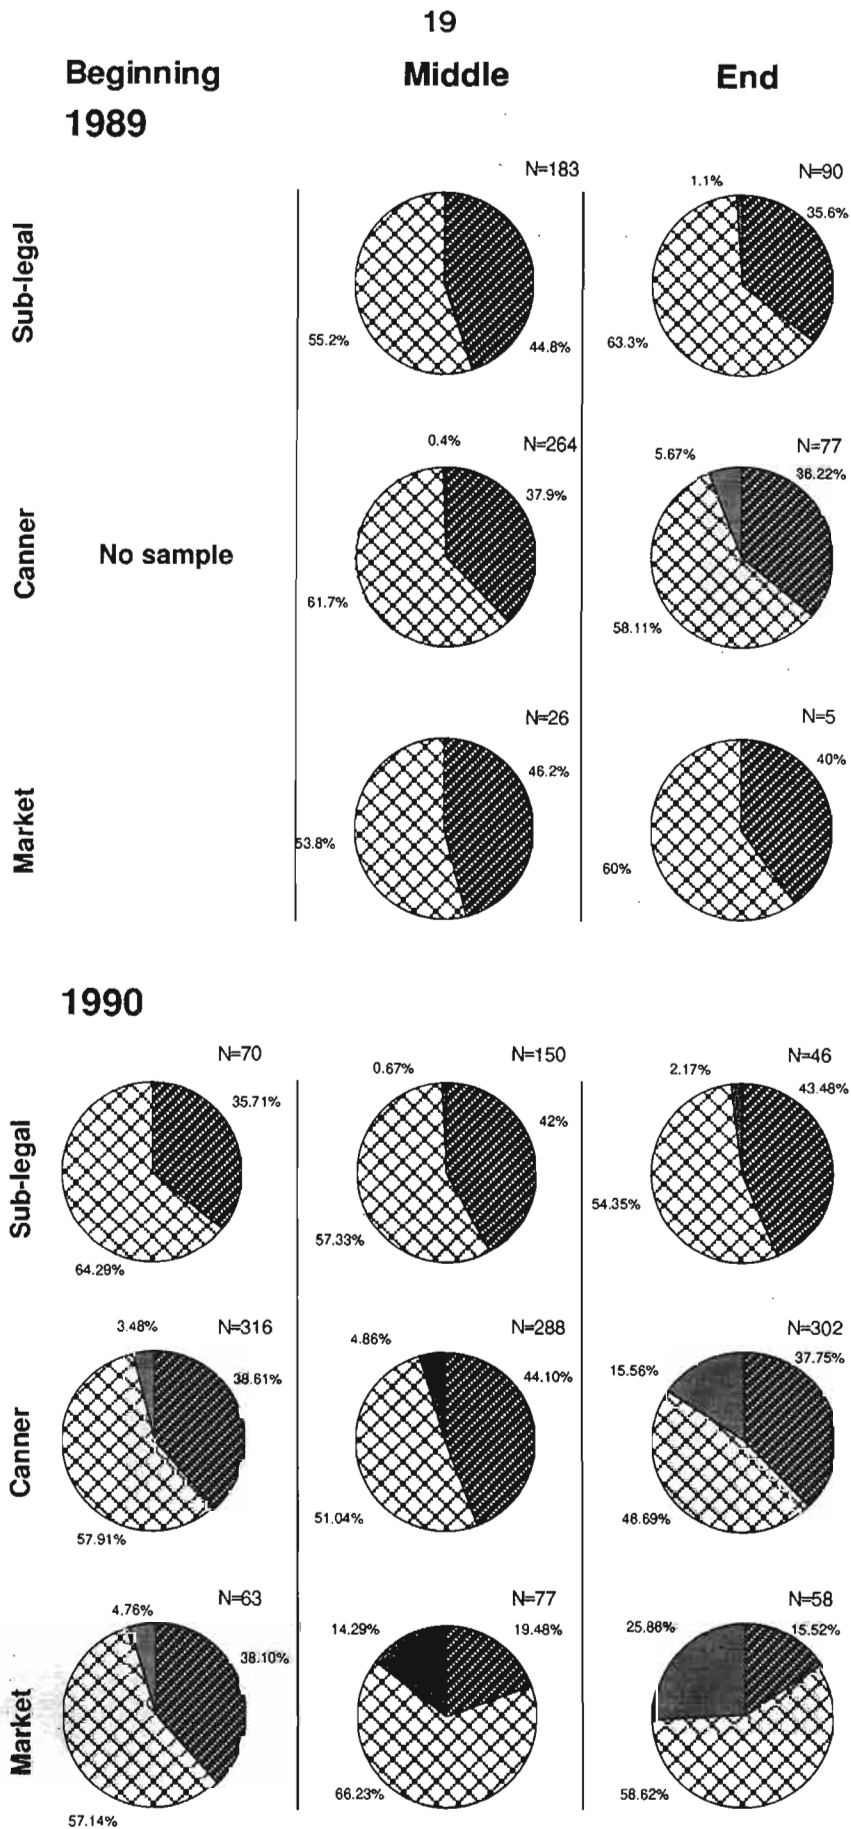 19
Beginning Middle End
1989
Sub-legal
N=183
55.2%
44.8%
1.1%
N=90
35.6%
63.3%
Canner
No sample
0.4%
N=264
37.9%
61.7%
5.67%
N=77
36.22%
58.11%
Market
N=26
46.2%
53.8%
N=5
40%
60%
1990
Sub-legal
N=70
35.71%
64.29%
0.67%
N=150
42%
57.33%
2.17%
N=46
43.48%
54.35%
Canner
3.48%
N=316
38.61%
57.91%
4.86%
N=288
44.10%
51.04%
15.56%
N=302
37.75%
48.69%
Market
4.76%
N=63
38.10%
57.14%
14.29%
N=77
19.48%
66.23%
25.86%
N=58
15.52%
58.62%